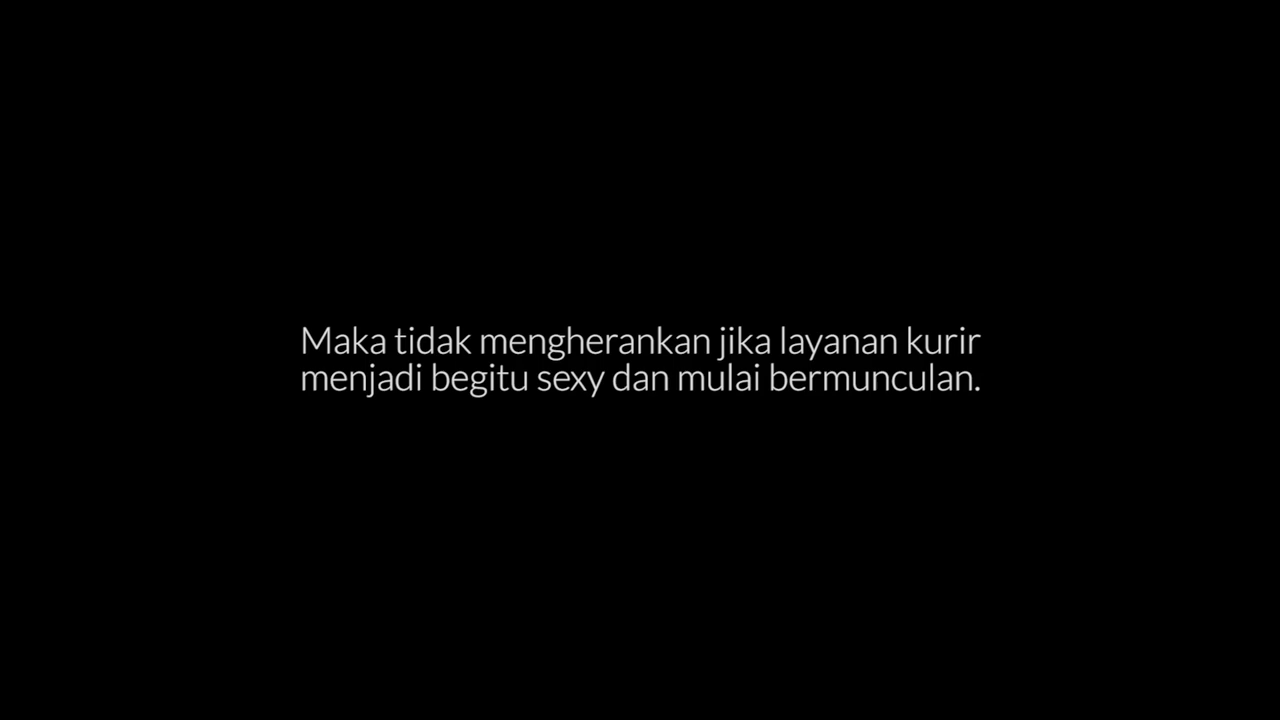 Maka tidak mengherankan jika layanan kurir
menjadi begitu sexy dan mulai bermunculan.